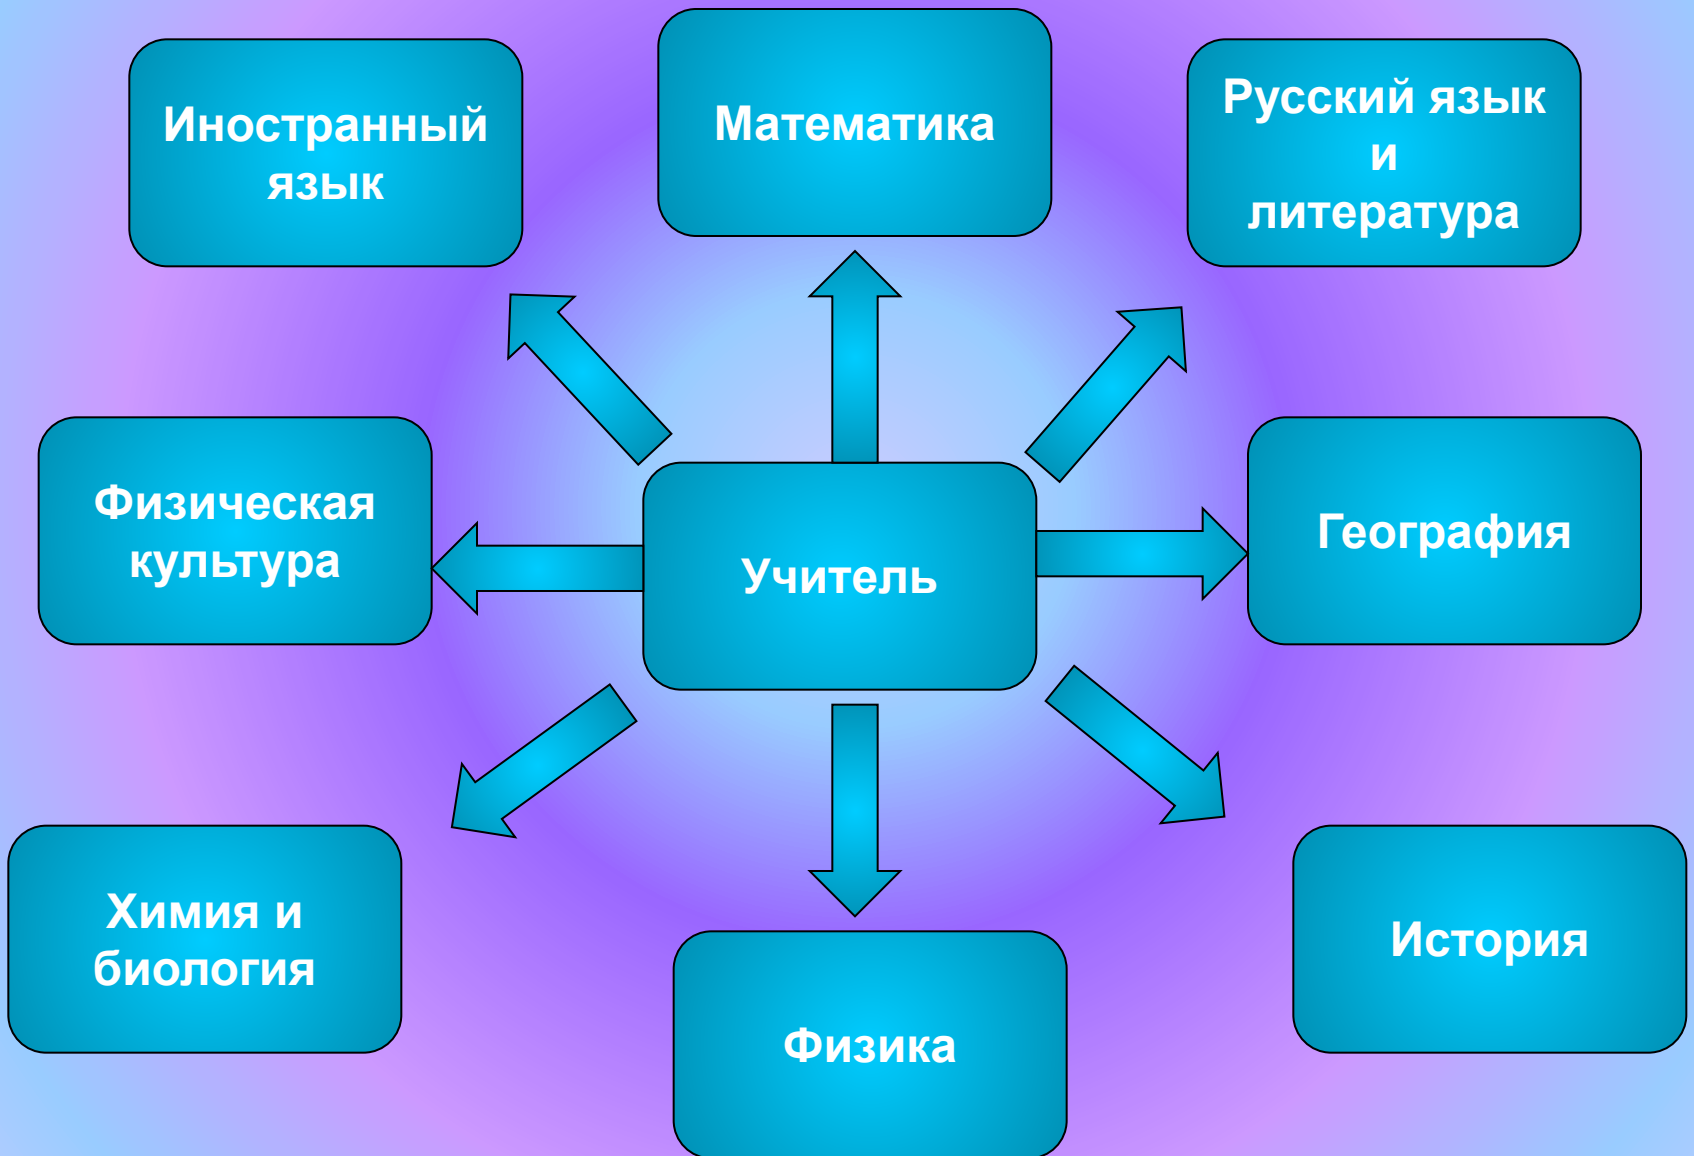 Иностранный
язык
Математика
Русский язык
и
литература
Физическая
культура
Учитель
География
Химия и
биология
Физика
История